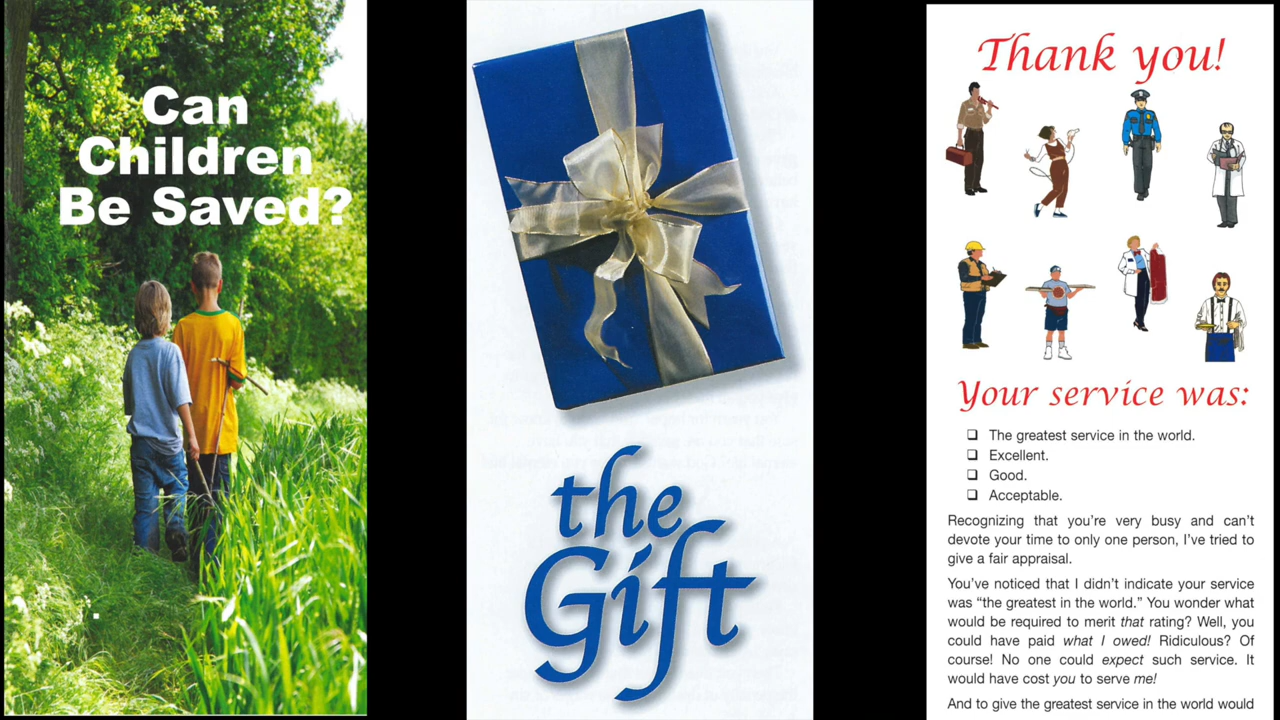 Can
Children
Be Saved?
the
Gift
Thank you!
Your service was:
❑ The greatest service in the world.
❑ Excellent.
❑ Good.
❑ Acceptable.
Recognizing that you’re very busy and can’t
devote your time to only one person, I’ve tried to
give a fair appraisal.
You’ve noticed that I didn’t indicate your service
was “the greatest in the world.” You wonder what
would be required to merit that rating? Well, you
could have paid what I owed! Ridiculous? Of
course! No one could expect such service. It
would have cost you to serve me!
And to give the greatest service in the world would